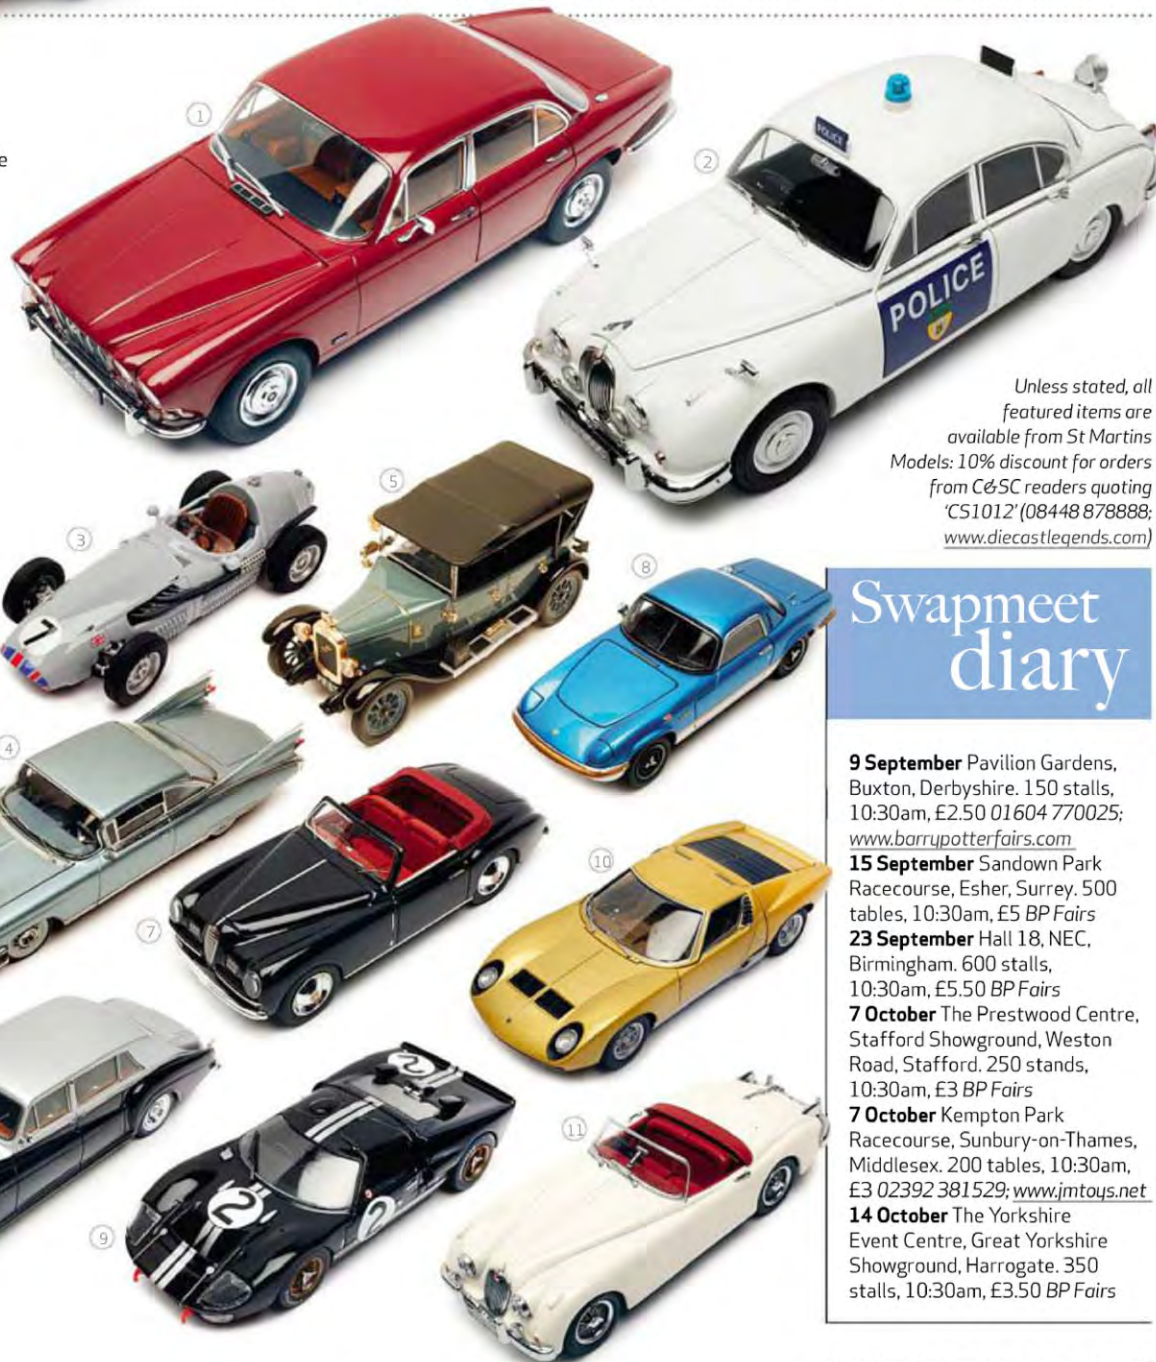 e
1
2
POLICE
POLICE
Unless stated, all
featured items are
available from St Martins
Models: 10% discount for orders
from C&SC readers quoting
‘CS1012’ (08448 878888;
www.diecastlegends.com)
3
7
5
8
4
7
10
9
2
2
2
11
Swapmeet
diary
9 September Pavilion Gardens,
Buxton, Derbyshire. 150 stalls,
10:30am, £2.50 01604 770025;
www.barrypotterfairs.com
15 September Sandown Park
Racecourse, Esher, Surrey. 500
tables, 10:30am, £5 BP Fairs
23 September Hall 18, NEC,
Birmingham. 600 stalls,
10:30am, £5.50 BP Fairs
7 October The Prestwood Centre,
Stafford Showground, Weston
Road, Stafford. 250 stands,
10:30am, £3 BP Fairs
7 October Kempton Park
Racecourse, Sunbury-on-Thames,
Middlesex. 200 tables, 10:30am,
£3 02392 381529; www.jmtoys.net
14 October The Yorkshire
Event Centre, Great Yorkshire
Showground, Harrogate. 350
stalls, 10:30am, £3.50 BP Fairs